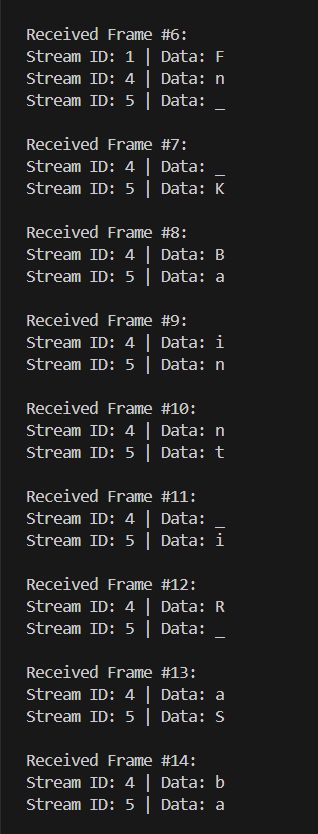 Received Frame #6:
Stream ID: 1 | Data: F
Stream ID: 4 | Data: n
Stream ID: 5 | Data: _
Received Frame #7:
Stream ID: 4 | Data: _
Stream ID: 5 | Data: K
Received Frame #8:
Stream ID: 4 | Data: B
Stream ID: 5 | Data: a
Received Frame #9:
Stream ID: 4 | Data: i
Stream ID: 5 | Data: n
Received Frame #10:
Stream ID: 4 | Data: n
Stream ID: 5 | Data: t
Received Frame #11:
Stream ID: 4 | Data: _
Stream ID: 5 | Data: i
Received Frame #12:
Stream ID: 4 | Data: R
Stream ID: 5 | Data: _
Received Frame #13:
Stream ID: 4 | Data: a
Stream ID: 5 | Data: S
Received Frame #14:
Stream ID: 4 | Data: b
Stream ID: 5 | Data: a